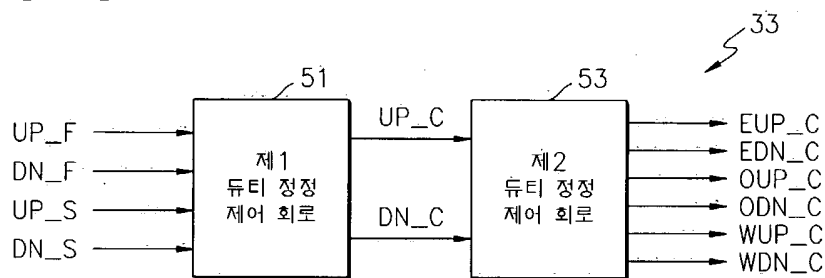 33
51
53
UP_F
DN_F
UP_S
DN_S
제1
듀티 정정
제어 회로
UP_C
DN_C
제2
듀티 정정
제어 회로
EUP_C
EDN_C
OUP_C
ODN_C
WUP_C
WDN_C